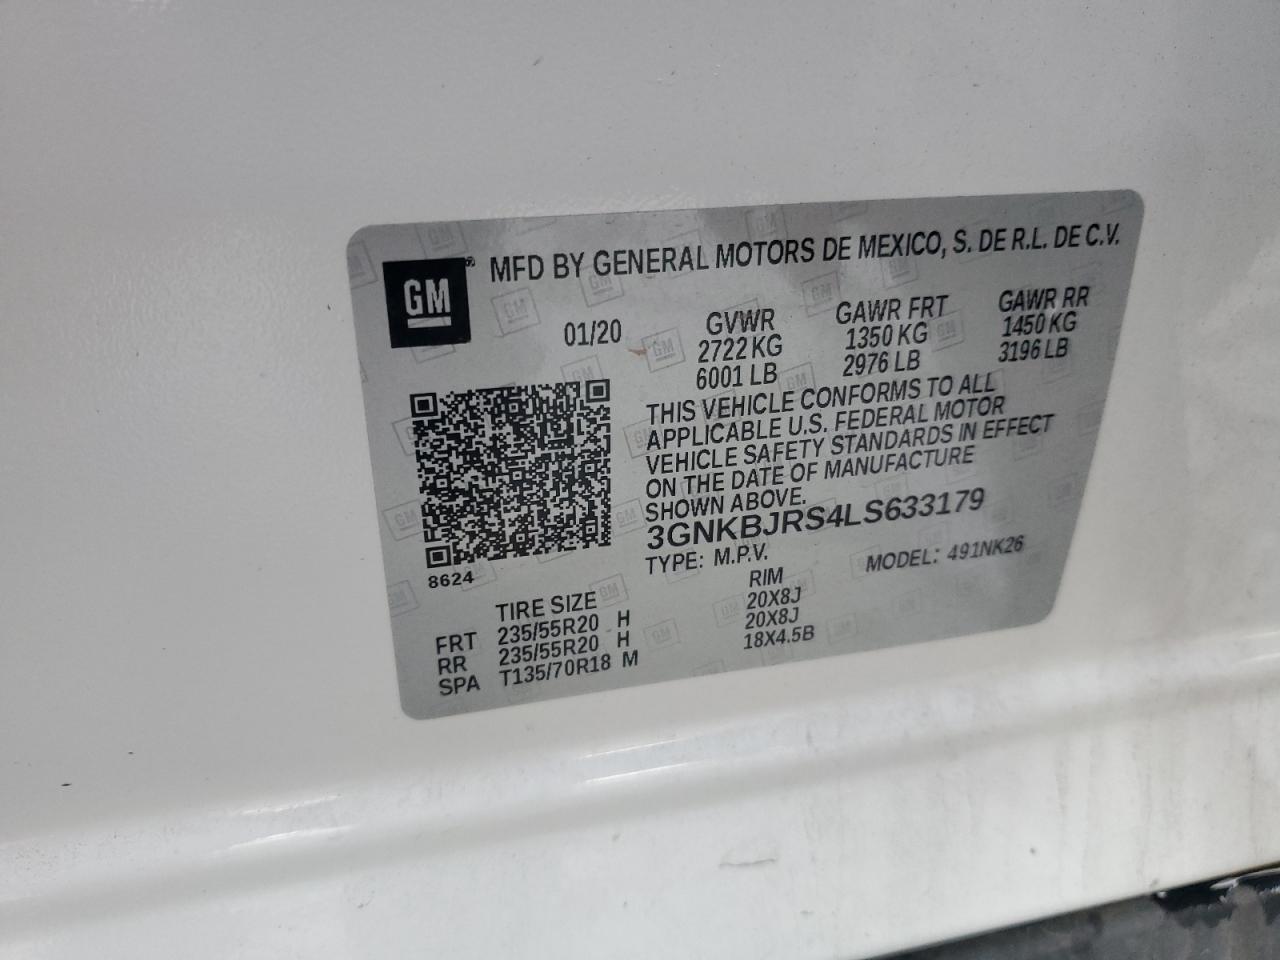 GM
MFD BY GENERAL MOTORS DE MEXICO, S. DE R.L. DE C.V.
01/20
GVWR
2722 KG
6001 LB
GAWR FRT
1350 KG
2976 LB
GAWR RR
1450 KG
3196 LB
THIS VEHICLE CONFORMS TO ALL
APPLICABLE U.S. FEDERAL MOTOR
VEHICLE SAFETY STANDARDS IN EFFECT
ON THE DATE OF MANUFACTURE
SHOWN ABOVE.
3GNKBJRS4LS633179
TYPE: M.P.V. MODEL: 491NK26
8624
TIRE SIZE RIM
FRT 235/55R20 H 20X8J
RR 235/55R20 H 20X8J
SPA T135/70R18 M 18X4.5B